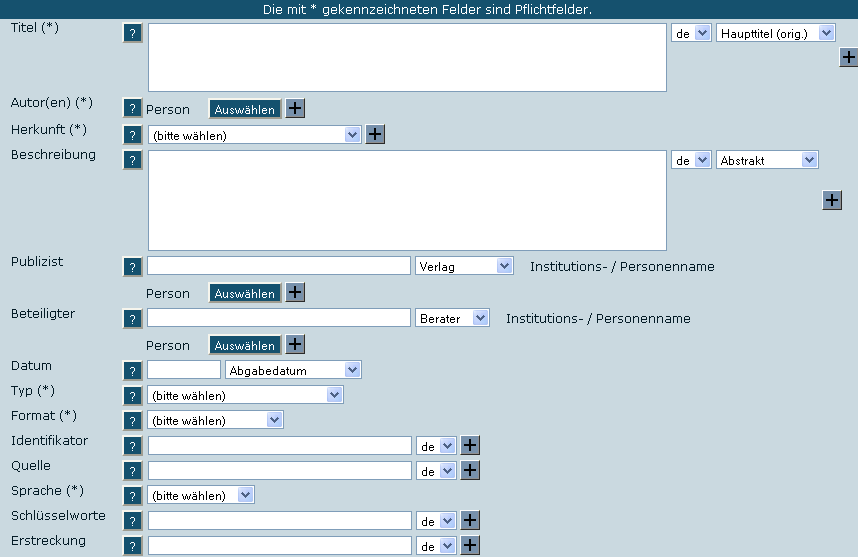 Die mit * gekennzeichneten Felder sind Pflichtfelder.
Titel (*) ? de Haupttitel (orig.)
+
Autor(en) (*) ? Person Auswählen +
Herkunft (*) ? (bitte wählen) +
Beschreibung ? de Abstrakt
+
Publizist ? Verlag Institutions- / Personenname
Person Auswählen +
Beteiligter ? Berater Institutions- / Personenname
Person Auswählen +
Datum ? Abgabedatum
Typ (*) ? (bitte wählen)
Format (*) ? (bitte wählen)
Identifikator ? de +
Quelle ? de +
Sprache (*) ? (bitte wählen)
Schlüsselworte ? de +
Erstreckung ? de +